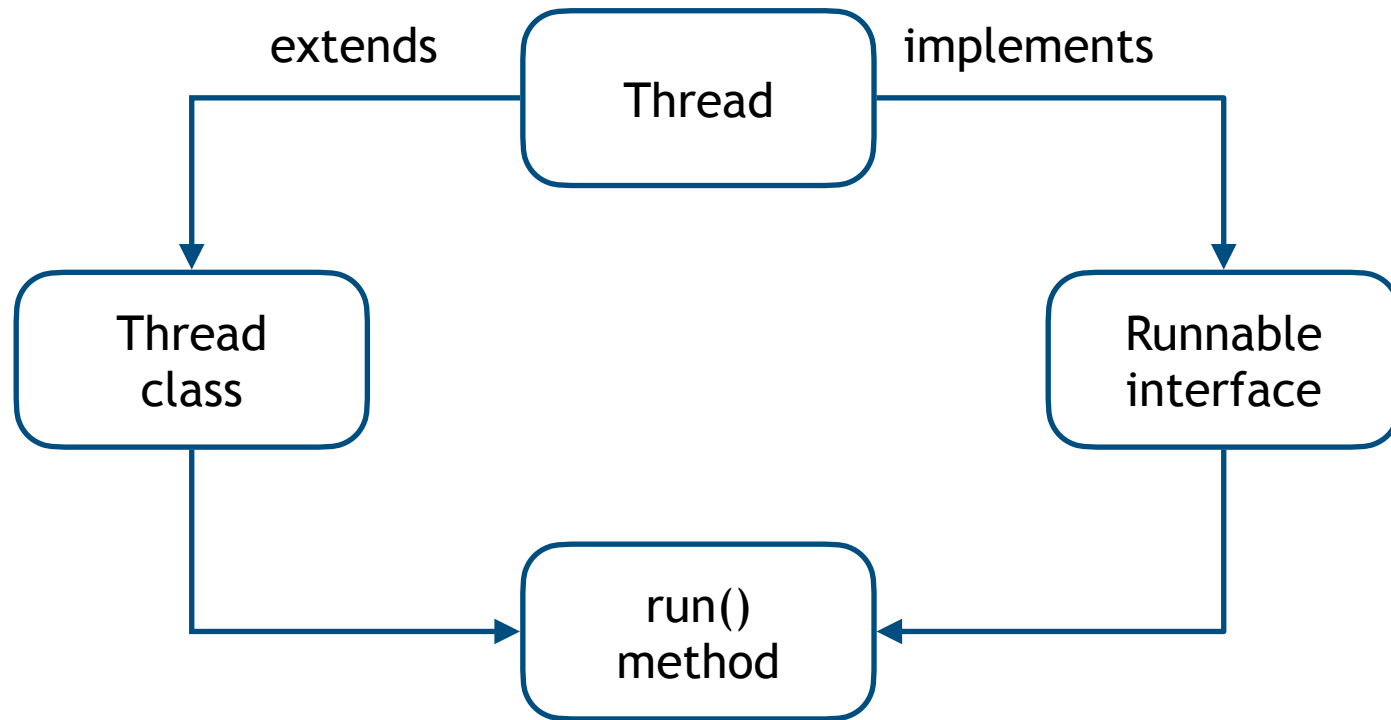 extends
implements
Thread
Thread
class
Runnable
interface
run()
method